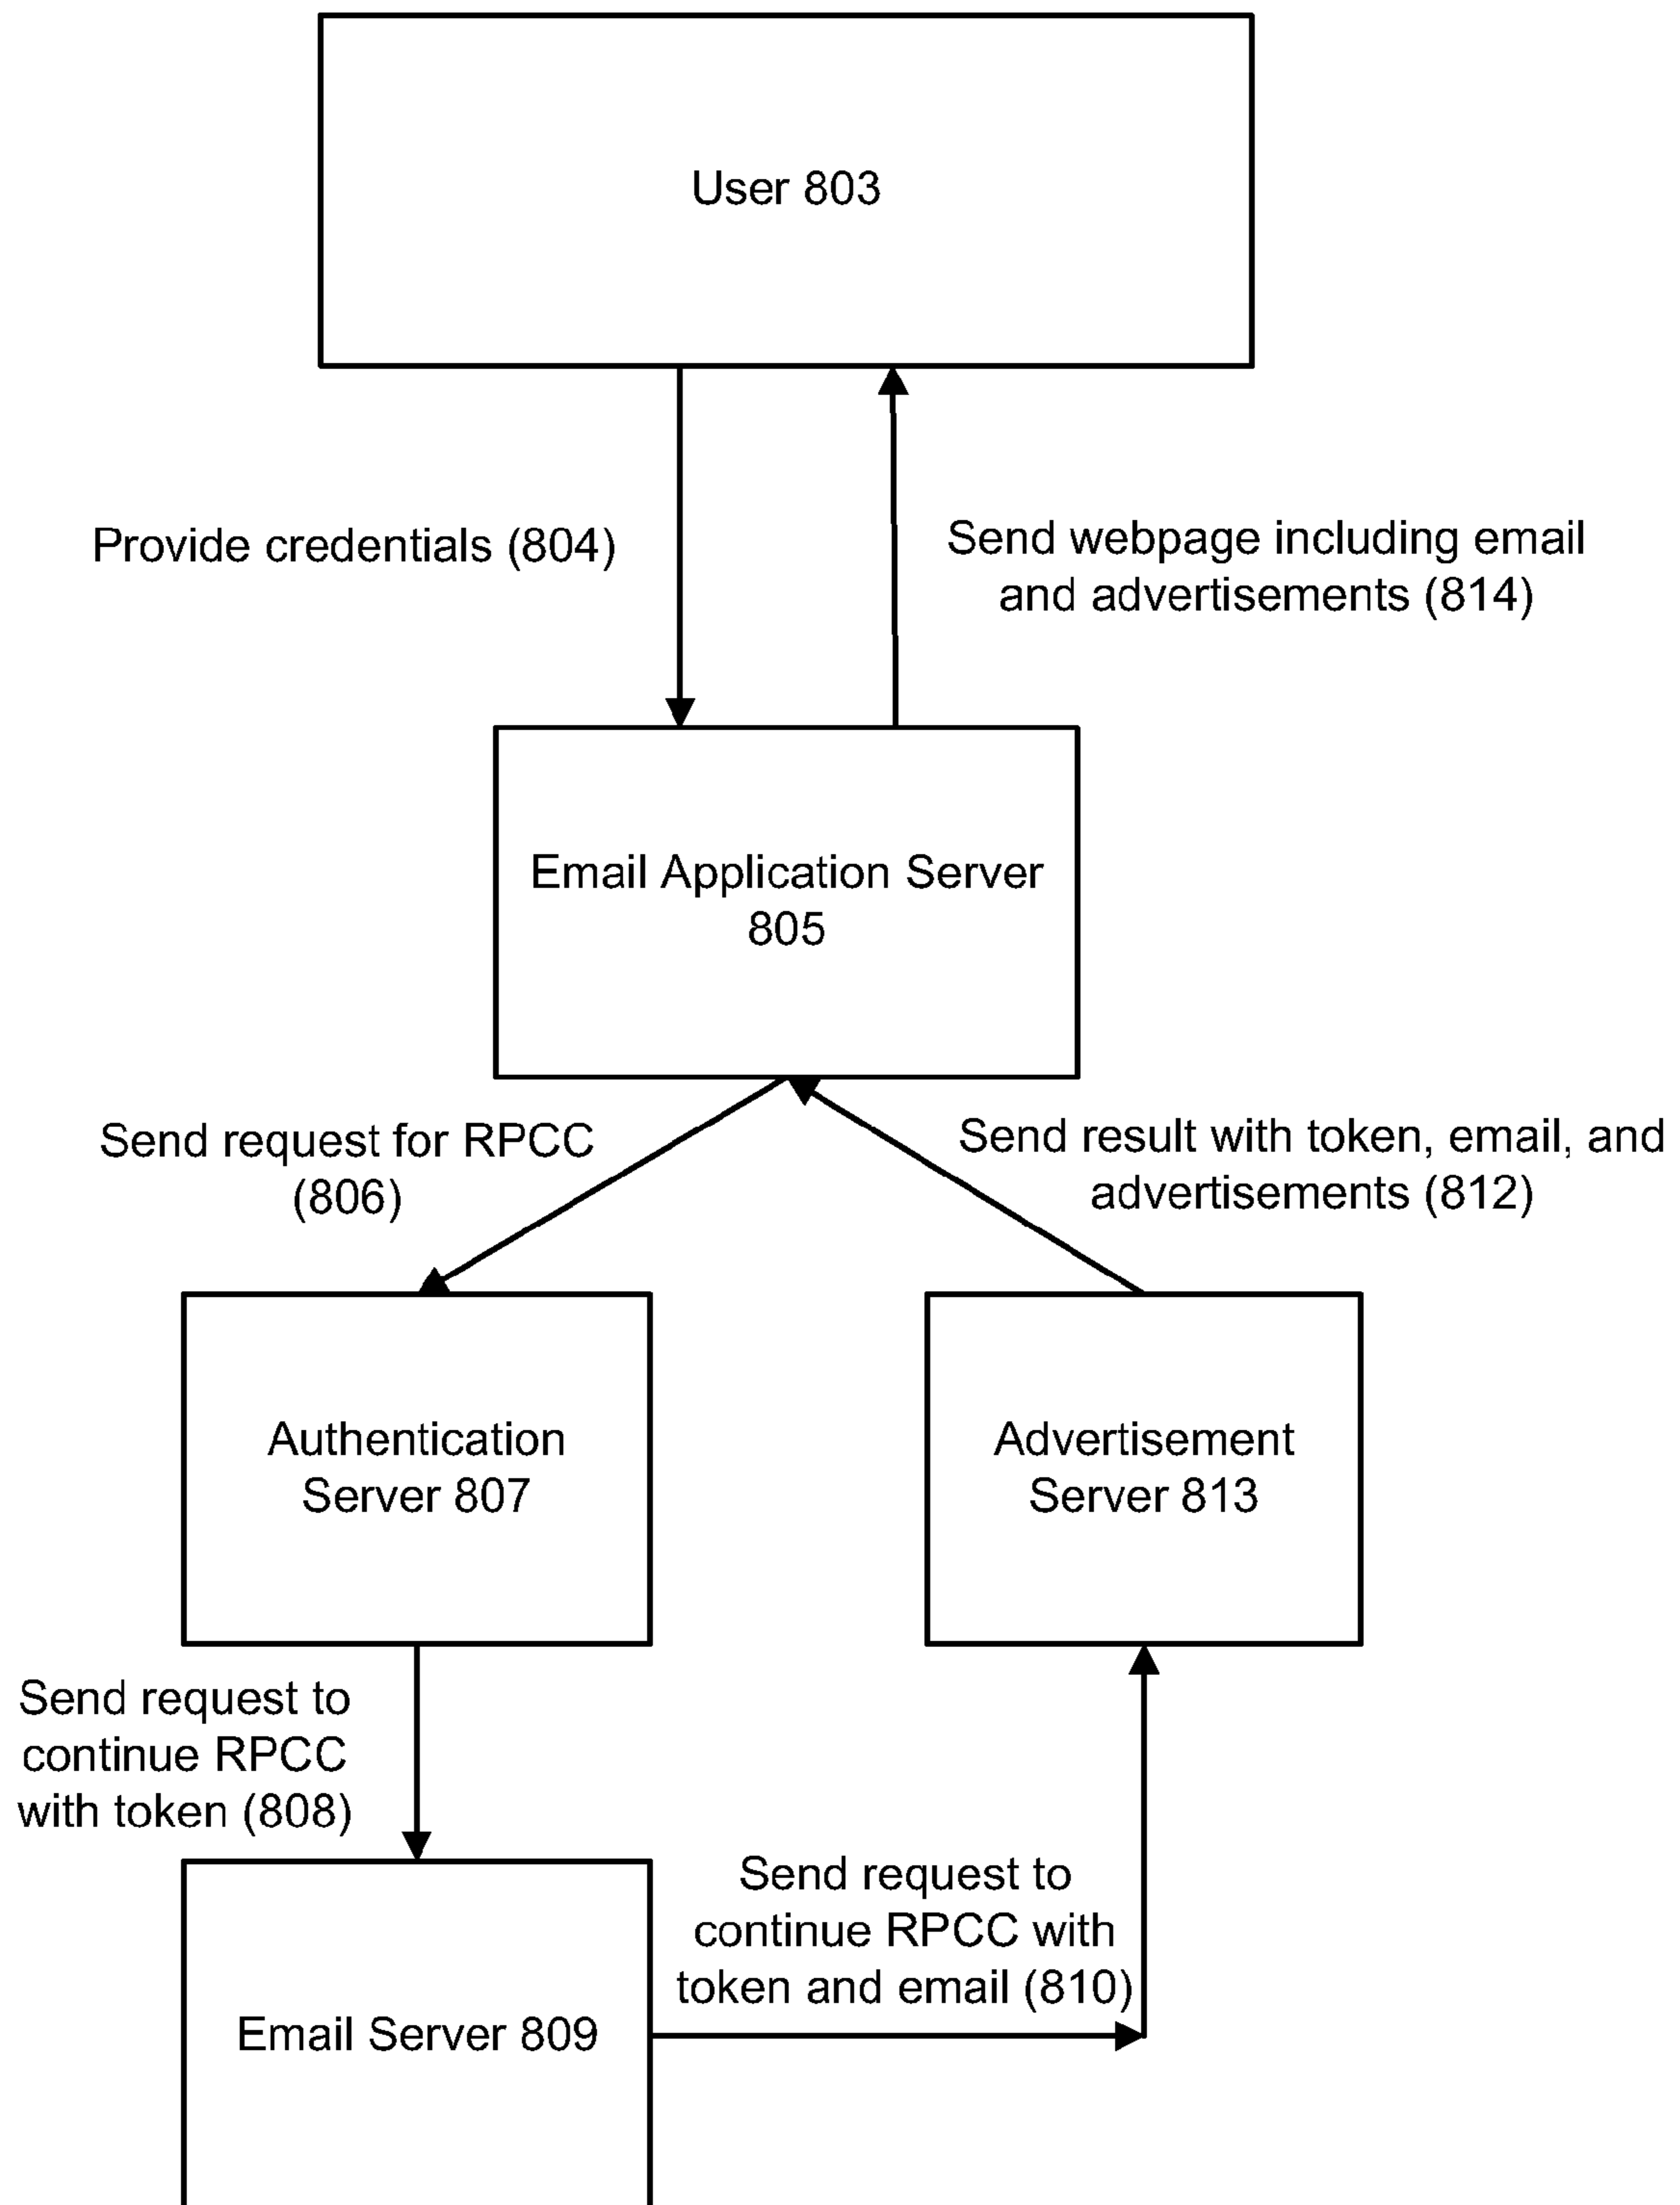 User 803
Provide credentials (804)
Send webpage including email
and advertisements (814)
Email Application Server
805
Send request for RPCC
(806)
Send result with token, email, and
advertisements (812)
Authentication
Server 807
Advertisement
Server 813
Send request to
continue RPCC
with token (808)
Send request to
continue RPCC with
token and email (810)
Email Server 809